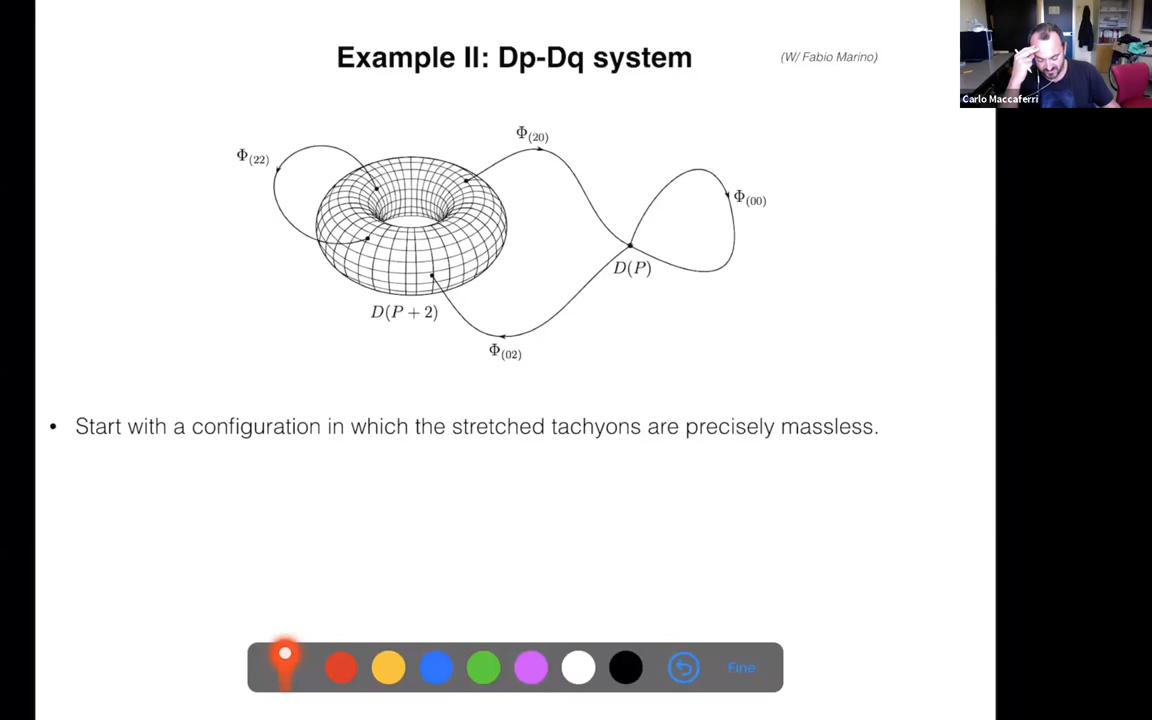 Example II: Dp-Dq system
(W/ Fabio Marino)
Carlo Maccaferri
Φ(20)
Φ(22)
Φ(00)
D(P)
D(P + 2)
Φ(02)
• Start with a configuration in which the stretched tachyons are precisely massless.
Fine